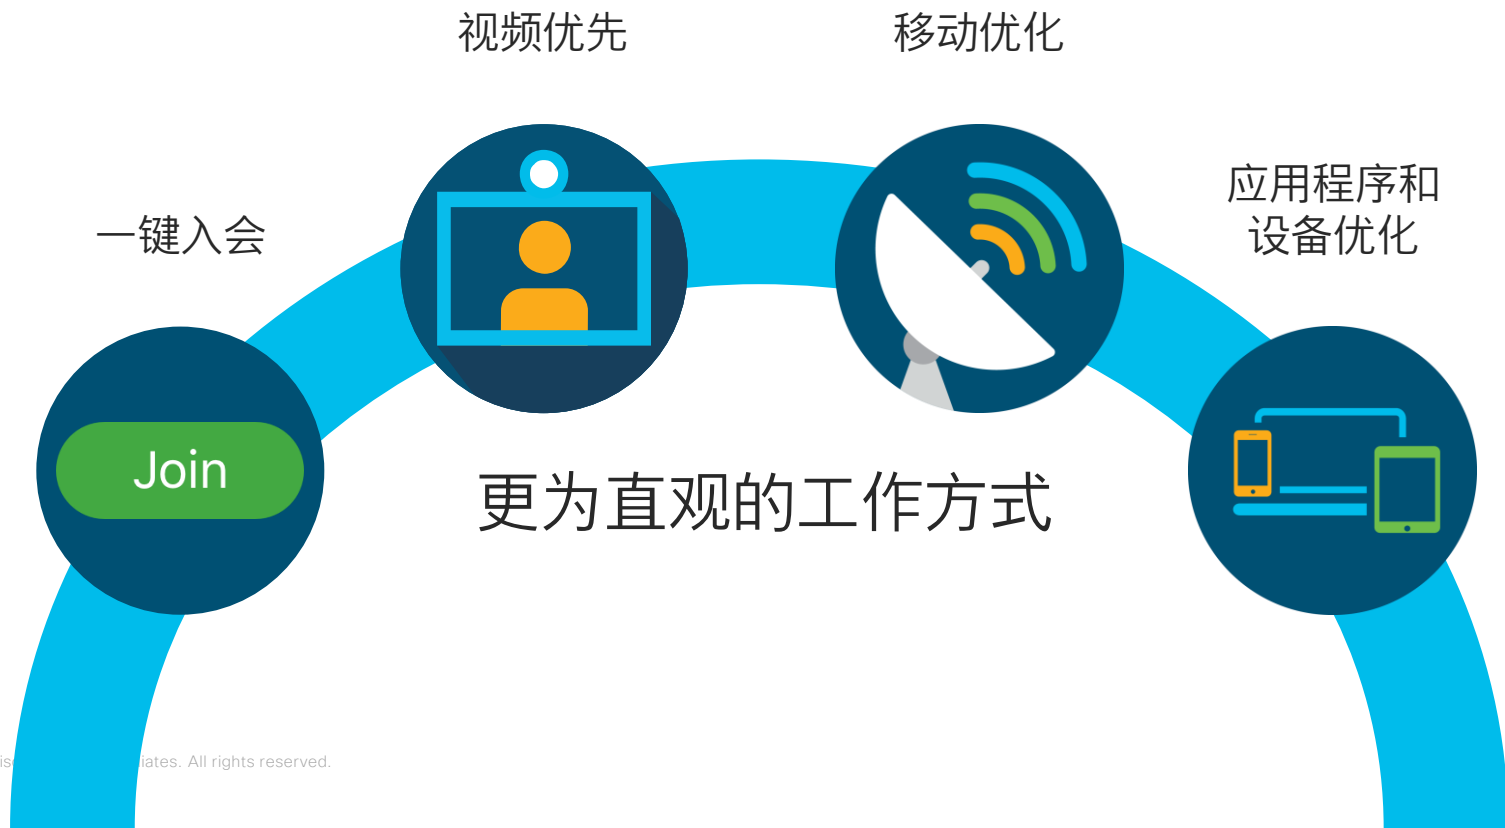 视频优先
移动优化
应用程序和
设备优化
一键入会
Join
更为直观的工作方式
iates. All rights reserved.